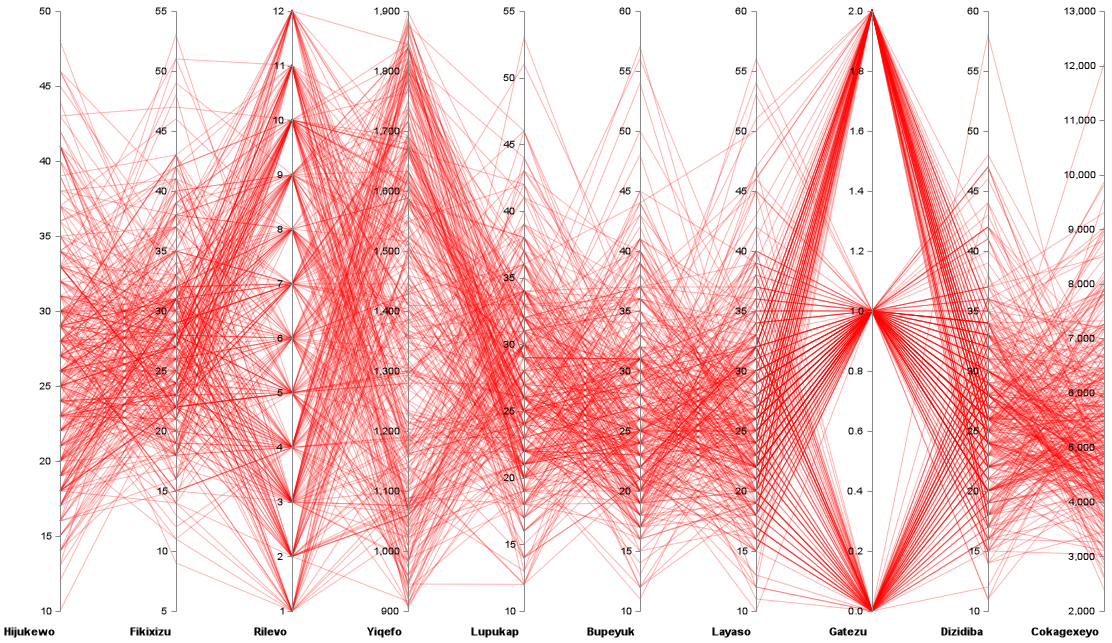 50 55 12 1,900 55 60 60 2.0 60 13,000
45 50 11 1,800 50 55 55 1.8 55 12,000
40 45 10 1,700 45 50 50 1.6 50 11,000
35 40 9 1,600 40 45 45 1.4 45 10,000
30 35 8 1,500 35 40 40 1.2 40 9,000
25 30 7 1,400 30 35 35 1.0 35 8,000
20 25 6 1,300 25 30 30 0.8 30 7,000
15 20 5 1,200 20 25 25 0.6 25 6,000
10 15 4 1,100 15 20 20 0.4 20 5,000
10 3 1,000 10 15 15 0.2 15 4,000
5 2 900 10 10 0.0 10 3,000
1 2,000
Hijukewo Fikixizu Rilevo Yiqefo Lupukap Bupeyuk Layaso Gatezu Dizidiba Cokagexeyo